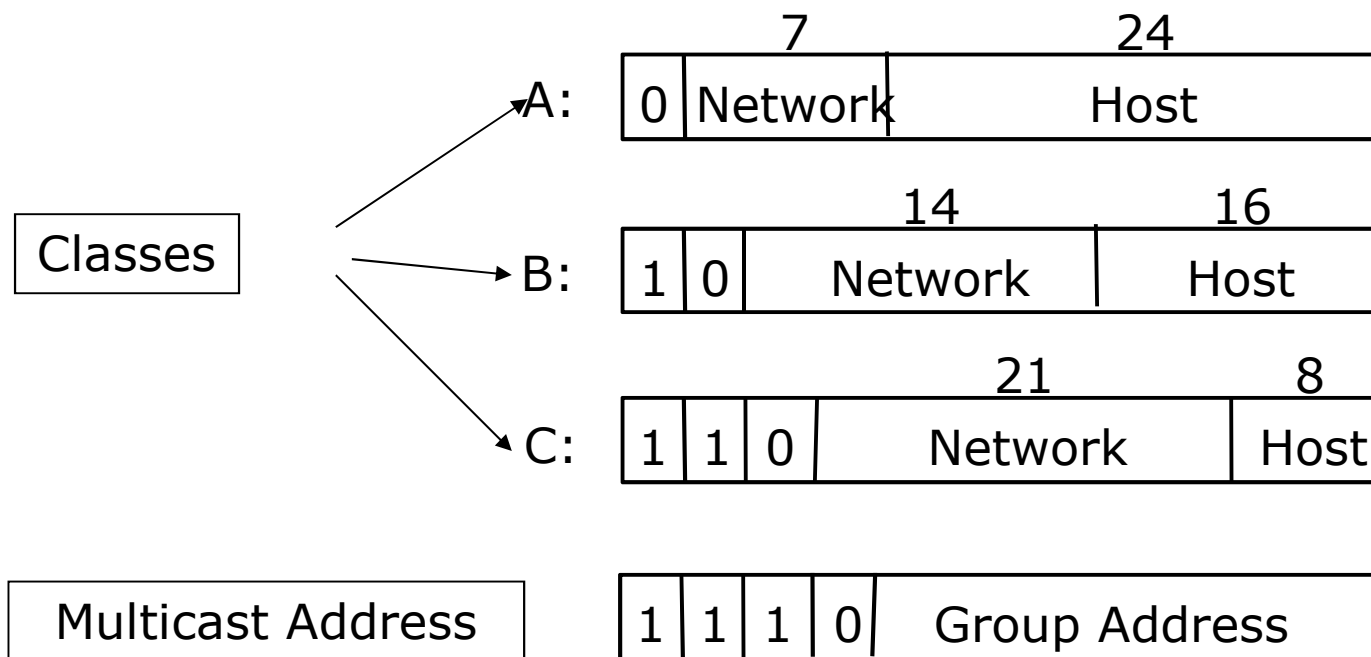 7 24
A: 0 Network Host
14 16
Classes
B: 1 0 Network Host
21 8
C: 1 1 0 Network Host
Multicast Address 1 1 1 0 Group Address